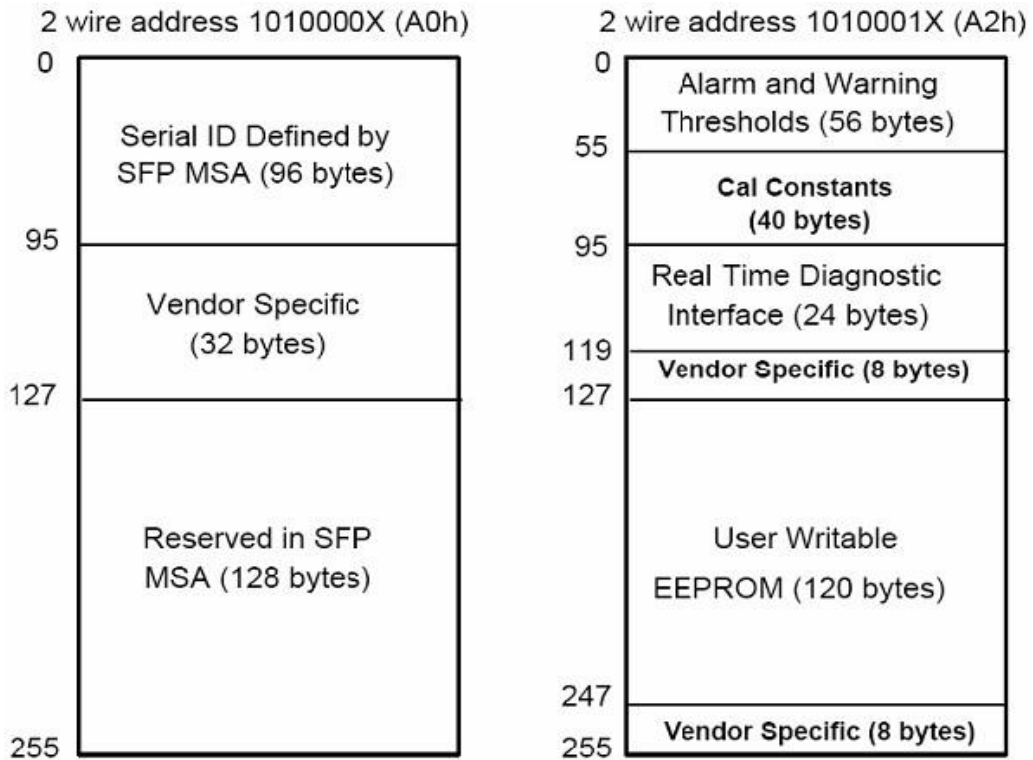 2 wire address 1010000X (A0h)
0
Serial ID Defined by
SFP MSA (96 bytes)
95
Vendor Specific
(32 bytes)
127
Reserved in SFP
MSA (128 bytes)
255
2 wire address 1010001X (A2h)
0
Alarm and Warning
Thresholds (56 bytes)
55
Cal Constants
(40 bytes)
95
Real Time Diagnostic
Interface (24 bytes)
119
Vendor Specific (8 bytes)
127
User Writable
EEPROM (120 bytes)
247
Vendor Specific (8 bytes)
255